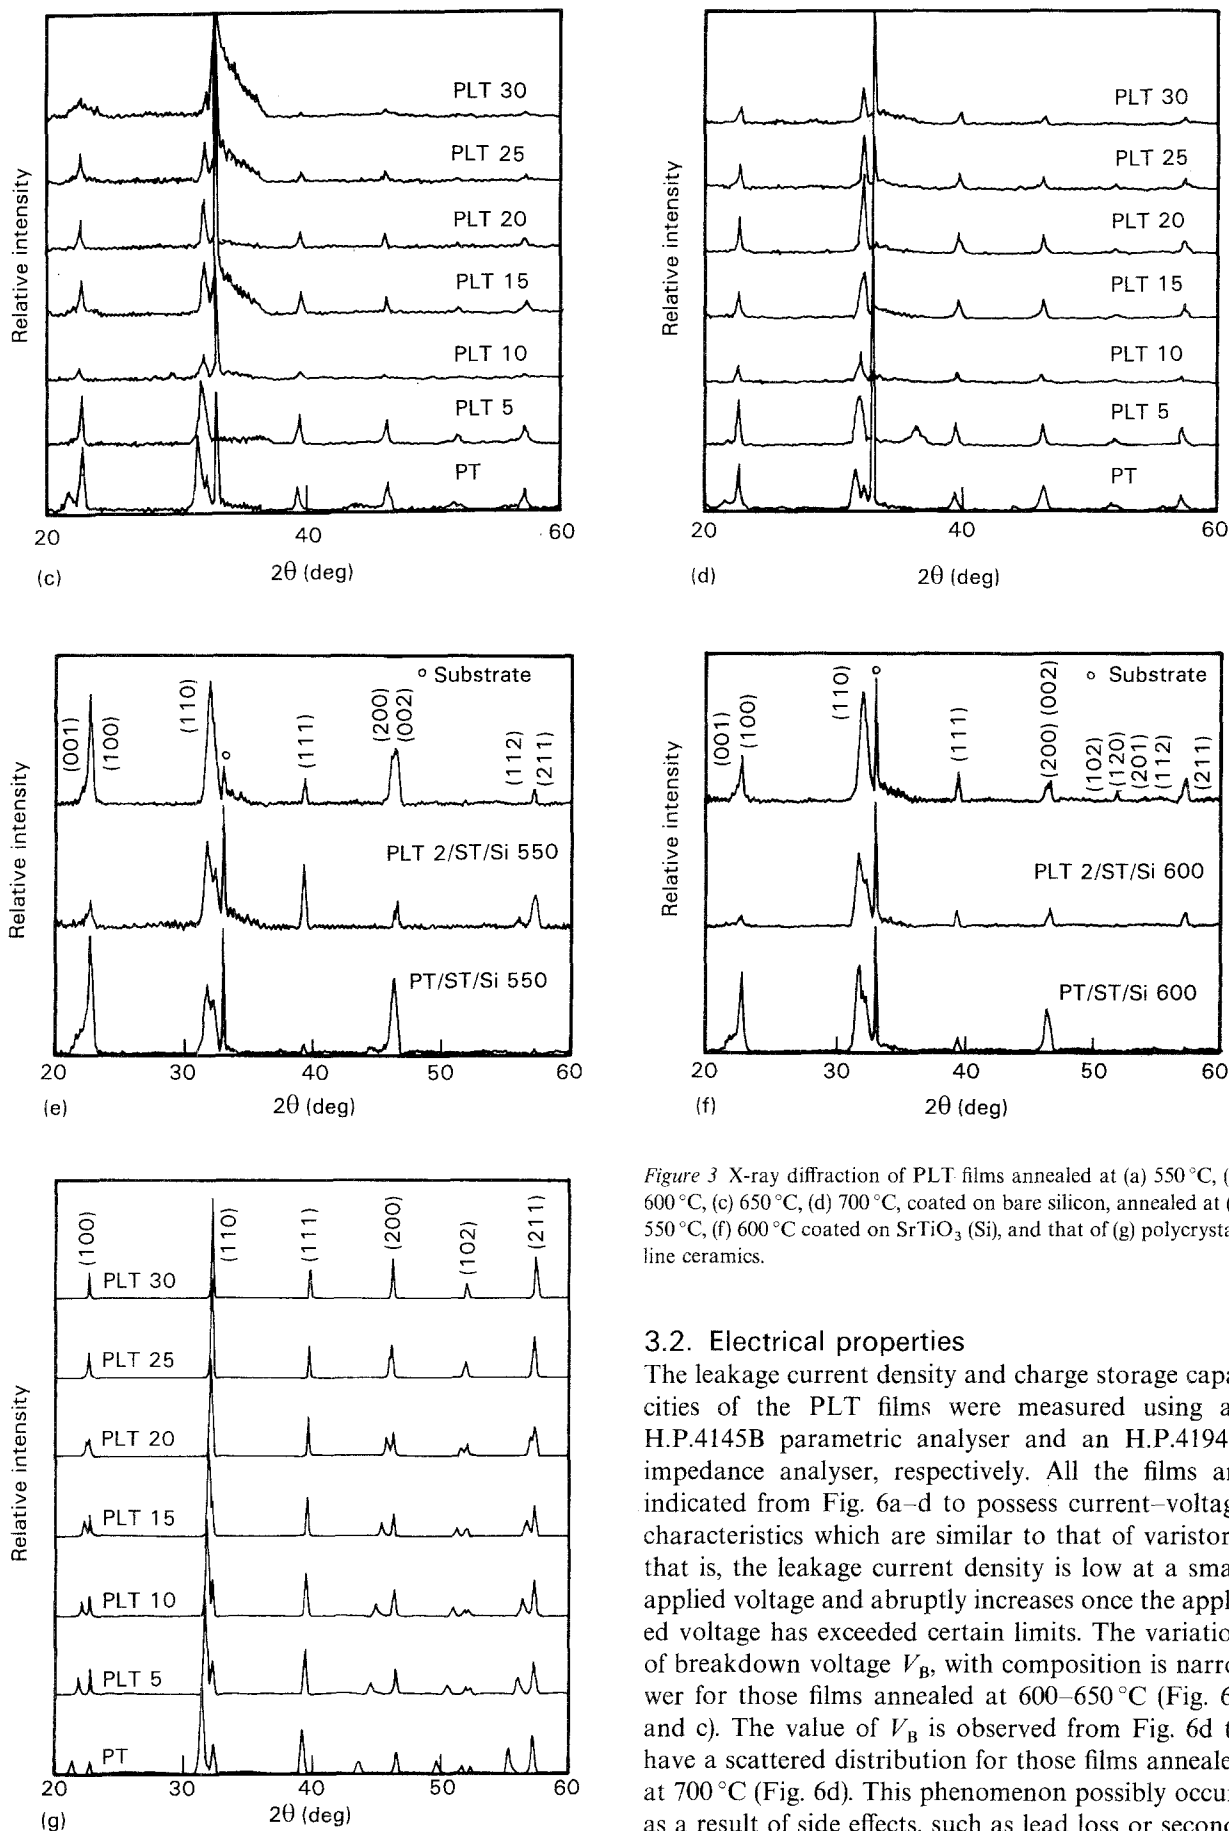 PLT 30
PLT 25
PLT 20
PLT 15
PLT 10
PLT 5
PT
Relative intensity
20 40 60
2θ (deg)
(c)
PLT 30
PLT 25
PLT 20
PLT 15
PLT 10
PLT 5
PT
Relative intensity
20 40 60
2θ (deg)
(d)
° Substrate
(001)
(100)
(110)
°
(111)
(200)
(002)
(112)
(211)
PLT 2/ST/Si 550
PT/ST/Si 550
Relative intensity
20 30 40 50 60
2θ (deg)
(e)
° Substrate
(001)
(100)
(110)
°
(111)
(200) (002)
(102)
(120)
(201)
(112)
(211)
PLT 2/ST/Si 600
PT/ST/Si 600
Relative intensity
20 30 40 50 60
2θ (deg)
(f)
(100)
(110)
(111)
(200)
(102)
(211)
PLT 30
PLT 25
PLT 20
PLT 15
PLT 10
PLT 5
PT
Relative intensity
20 30 40 50 60
2θ (deg)
(g)
Figure 3 X-ray diffraction of PLT films annealed at (a) 550 °C, (
600 °C, (c) 650 °C, (d) 700 °C, coated on bare silicon, annealed at (
550 °C, (f) 600 °C coated on SrTiO₃ (Si), and that of (g) polycrysta
line ceramics.
3.2. Electrical properties
The leakage current density and charge storage capa
cities of the PLT films were measured using a
H.P.4145B parametric analyser and an H.P.4194
impedance analyser, respectively. All the films ar
indicated from Fig. 6a–d to possess current–voltag
characteristics which are similar to that of varistor
that is, the leakage current density is low at a sma
applied voltage and abruptly increases once the appl
ed voltage has exceeded certain limits. The variatio
of breakdown voltage V_B, with composition is narro
wer for those films annealed at 600–650 °C (Fig. 6
and c). The value of V_B is observed from Fig. 6d t
have a scattered distribution for those films anneale
at 700 °C (Fig. 6d). This phenomenon possibly occur
as a result of side effects, such as lead loss or second